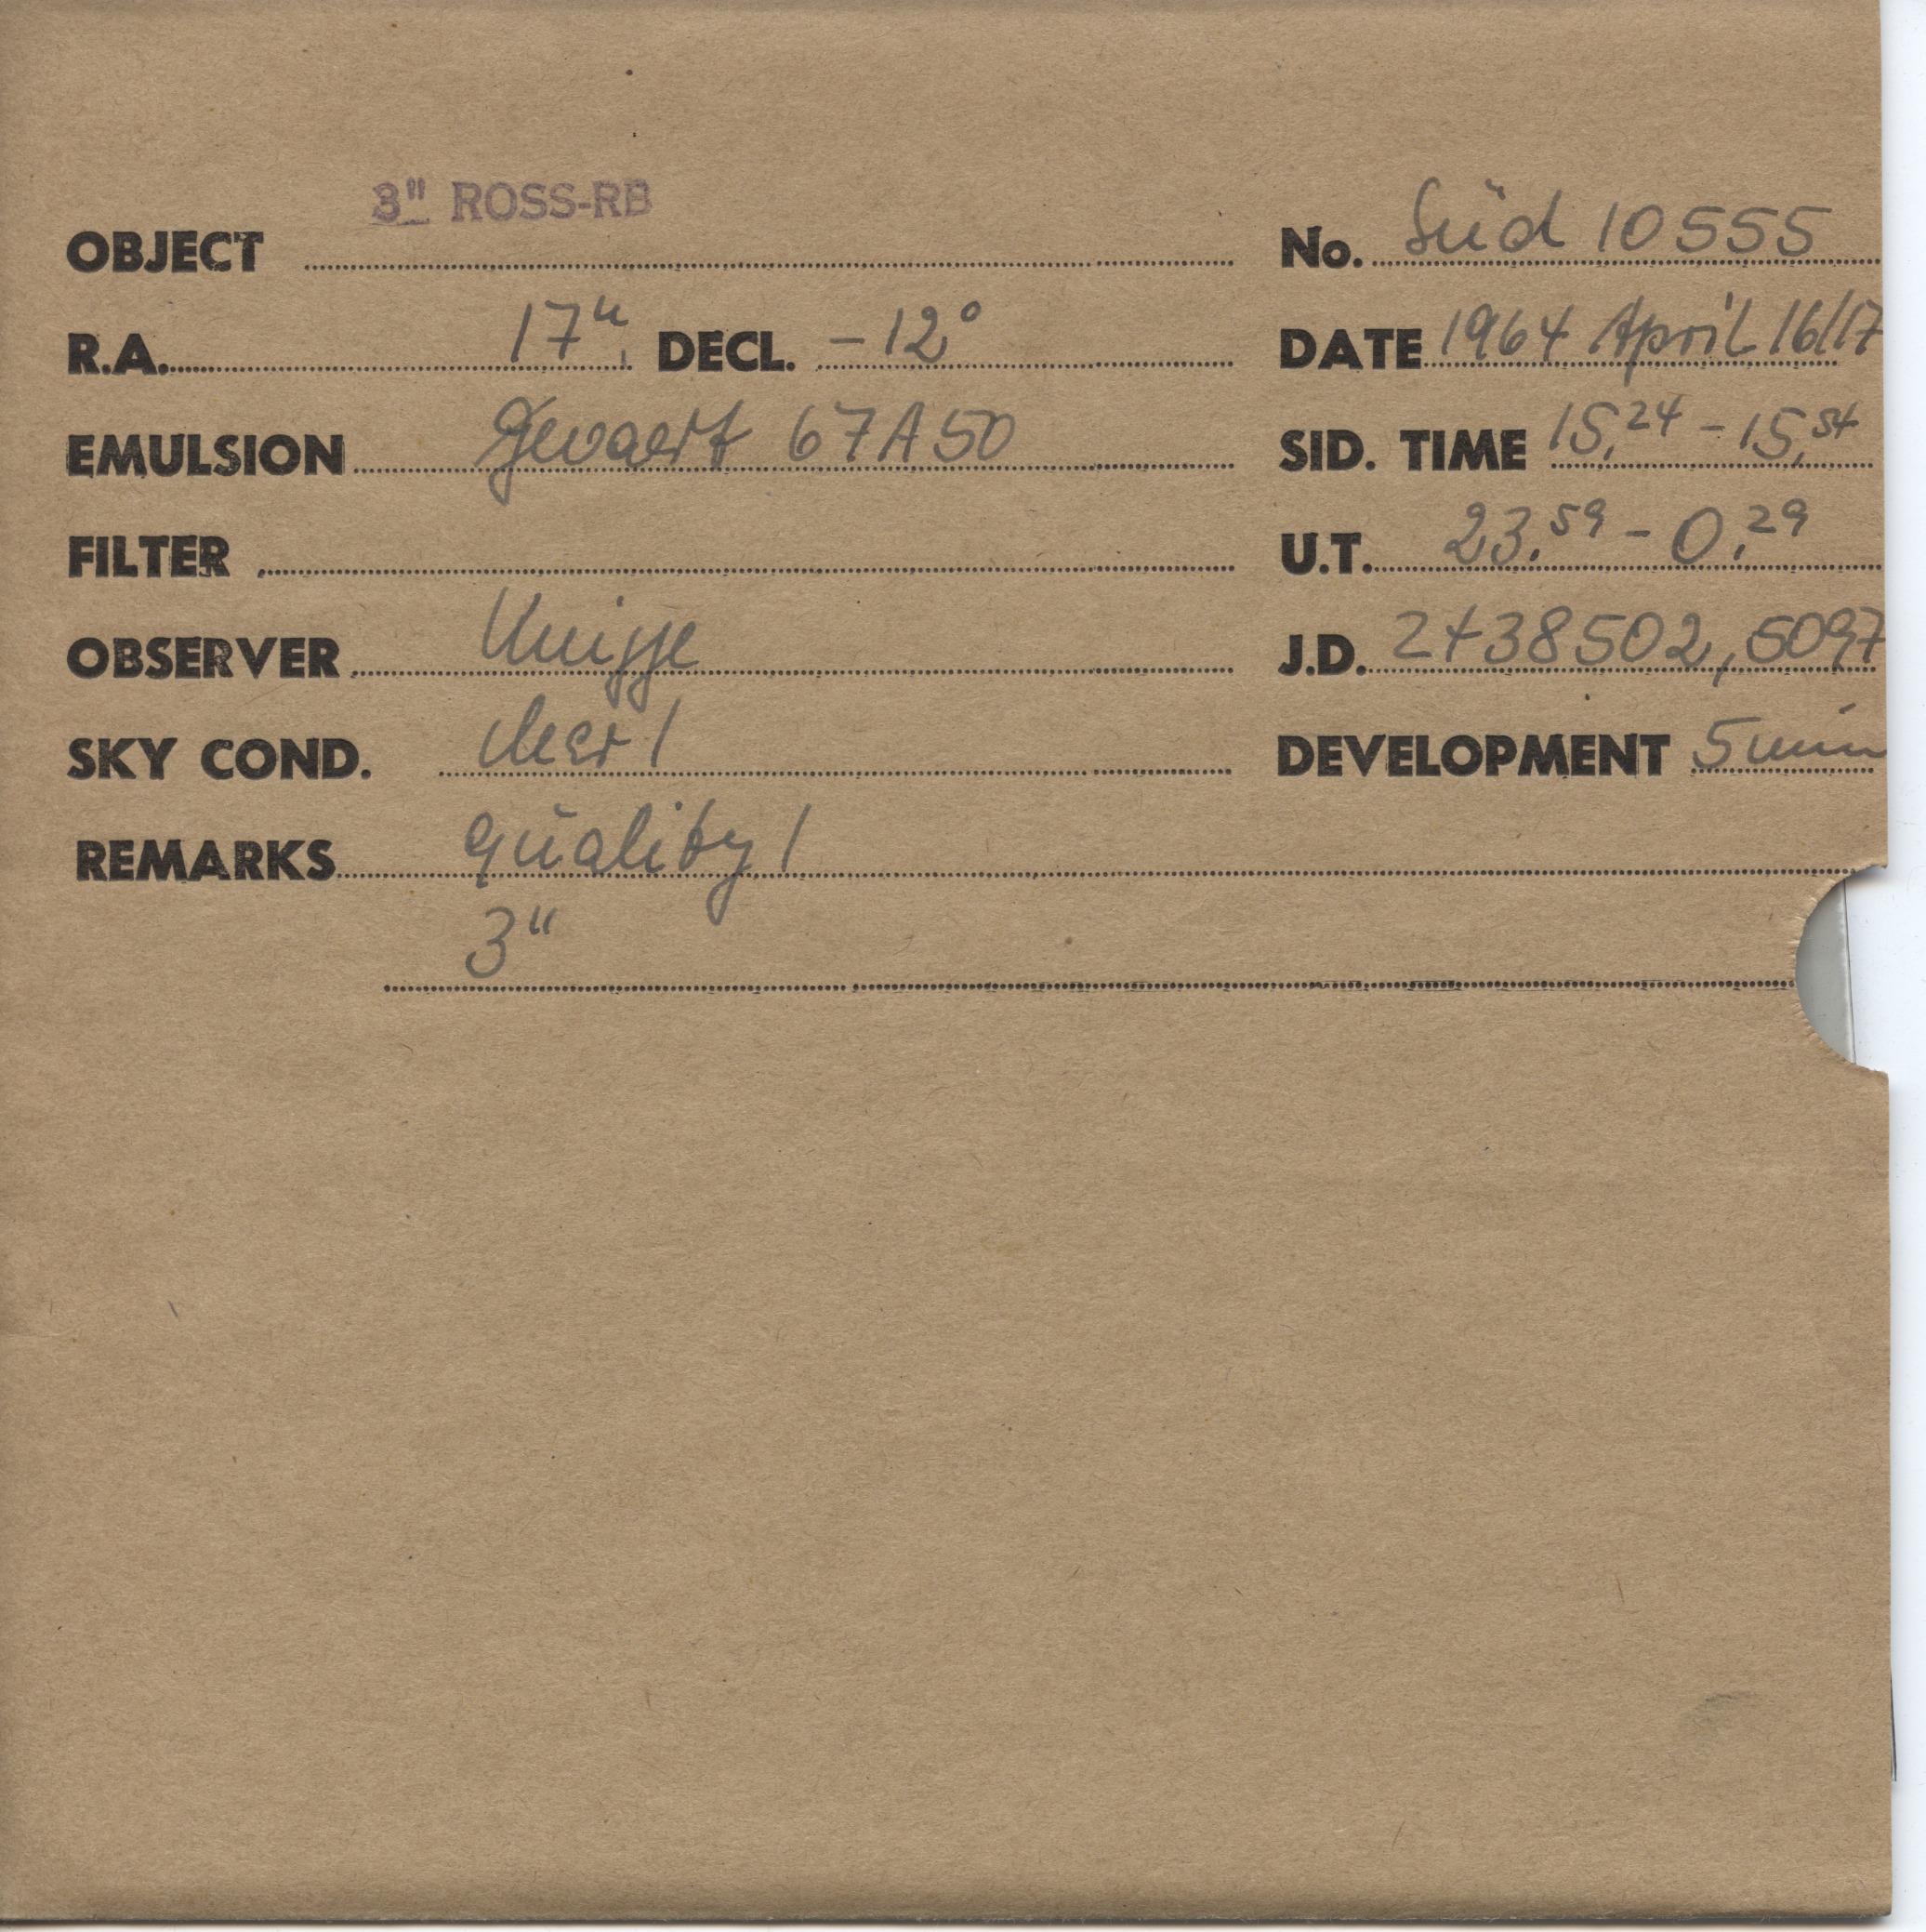 3" ROSS-RB
OBJECT No. Süd 10555
R.A. 17h DECL. -12° DATE 1964 April 16/17
EMULSION Gevaert 67A50 SID. TIME 15.24 - 15.54
FILTER U.T. 23.59 - 0.29
OBSERVER J.D. 2438502,5097
SKY COND. clear 1 DEVELOPMENT 5 min
REMARKS quality 1
3"